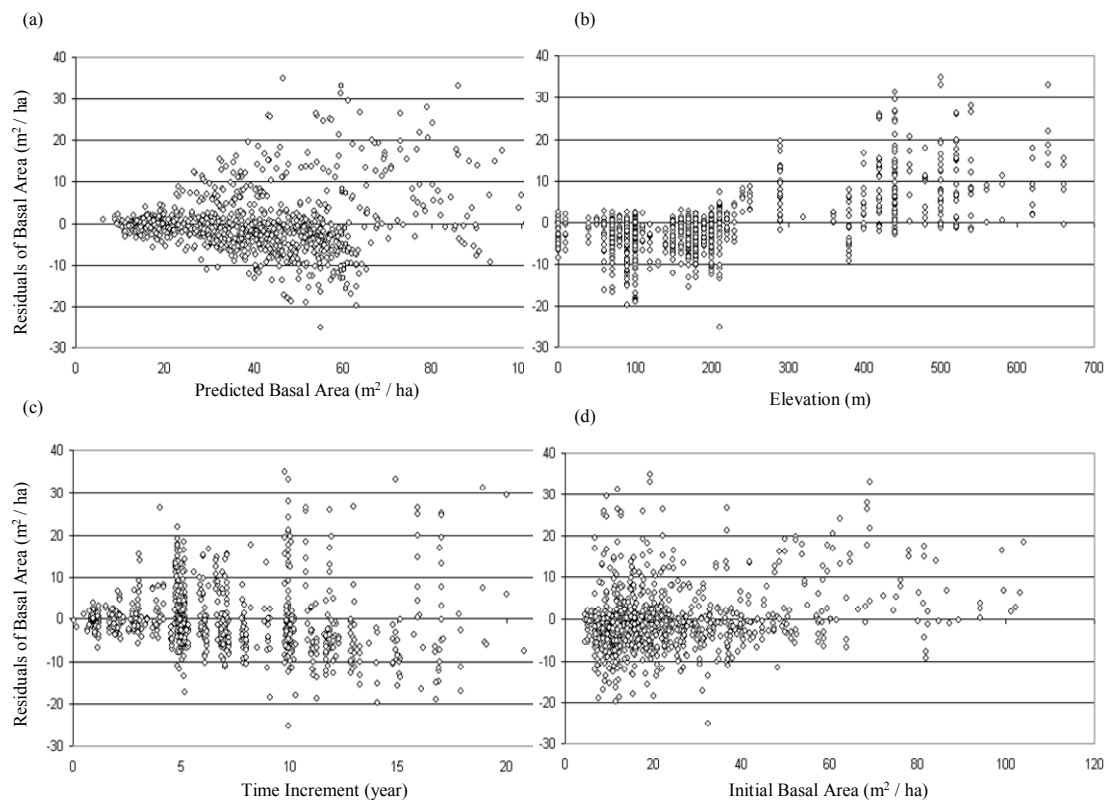 (a)
(b)
40
30
20
10
0
-10
-20
-30
0 20 40 60 80 10
Residuals of Basal Area (m² / ha)
Predicted Basal Area (m² / ha)
40
30
20
10
0
-10
-20
-30
0 100 200 300 400 500 600 700
Elevation (m)
(c)
(d)
40
30
20
10
0
-10
-20
-30
0 5 10 15 20
Residuals of Basal Area (m² / ha)
Time Increment (year)
40
30
20
10
0
-10
-20
-30
0 20 40 60 80 100 120
Initial Basal Area (m² / ha)